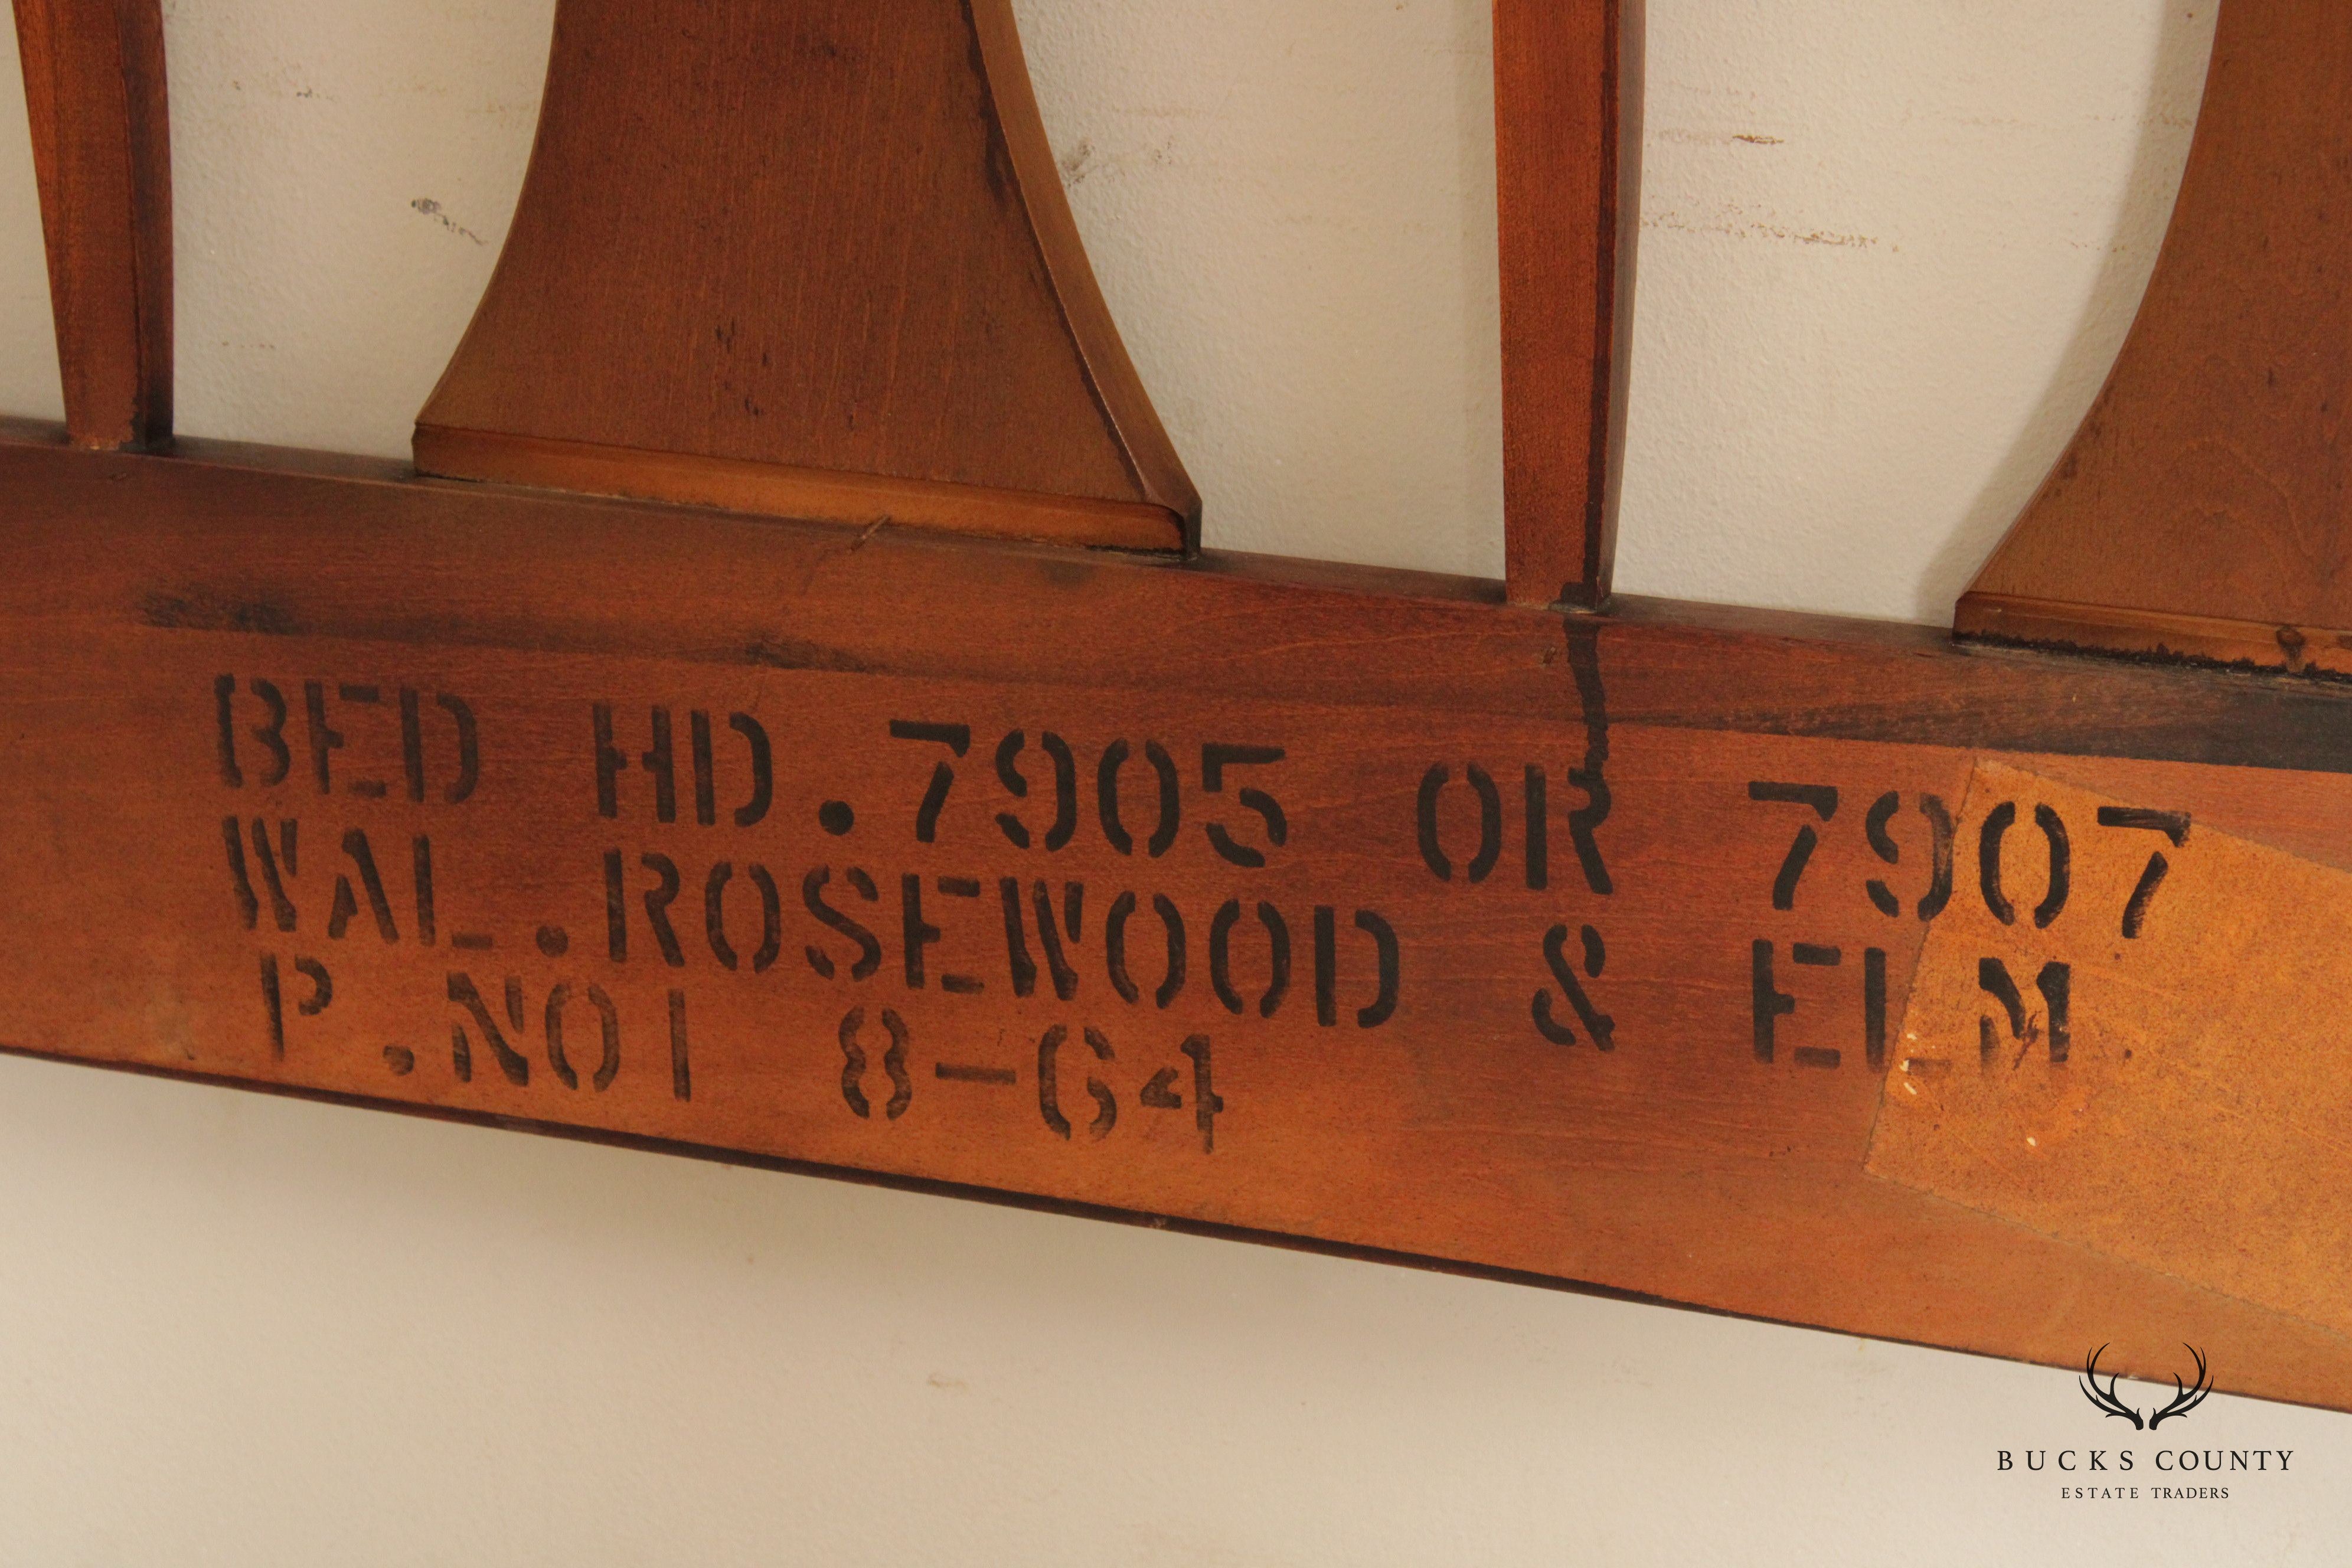 BED HD.7905 OR 7907
WAL.ROSEWOOD & ELM
P.NO1 8-64
BUCKS COUNTY
ESTATE TRADERS